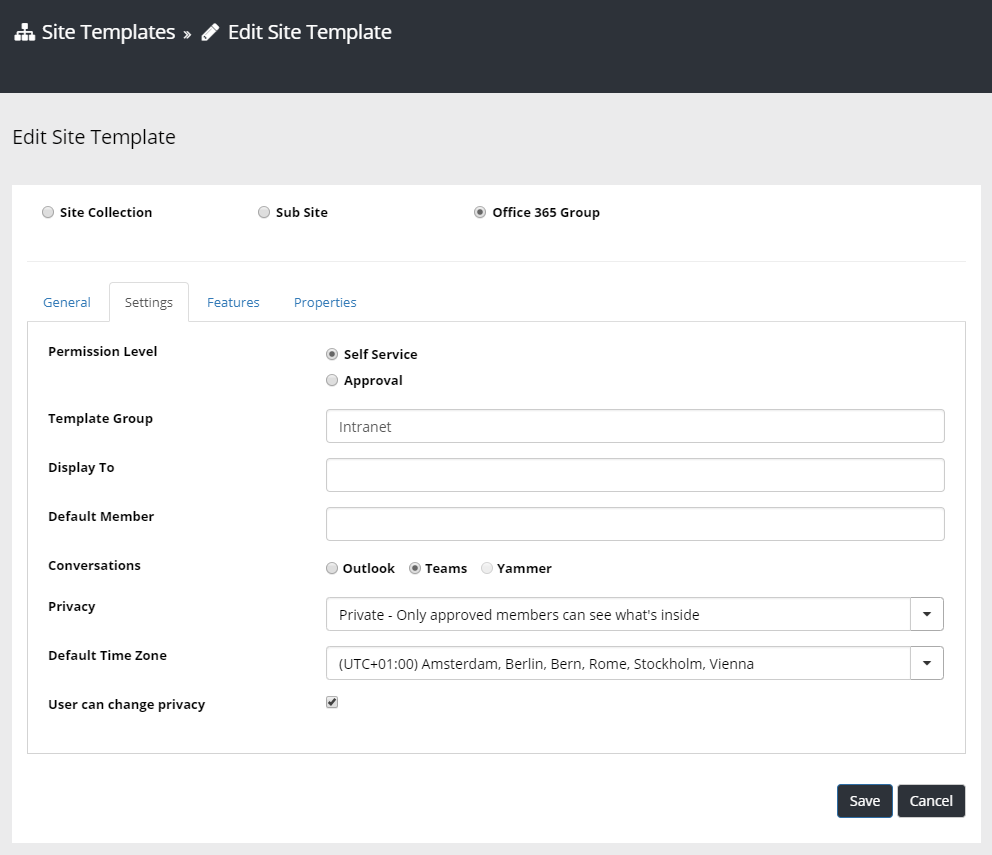 Site Templates » Edit Site Template
Edit Site Template
Site Collection Sub Site Office 365 Group
General Settings Features Properties
Permission Level Self Service
Approval
Template Group Intranet
Display To
Default Member
Conversations Outlook Teams Yammer
Privacy Private - Only approved members can see what's inside
Default Time Zone (UTC+01:00) Amsterdam, Berlin, Bern, Rome, Stockholm, Vienna
User can change privacy
Save Cancel